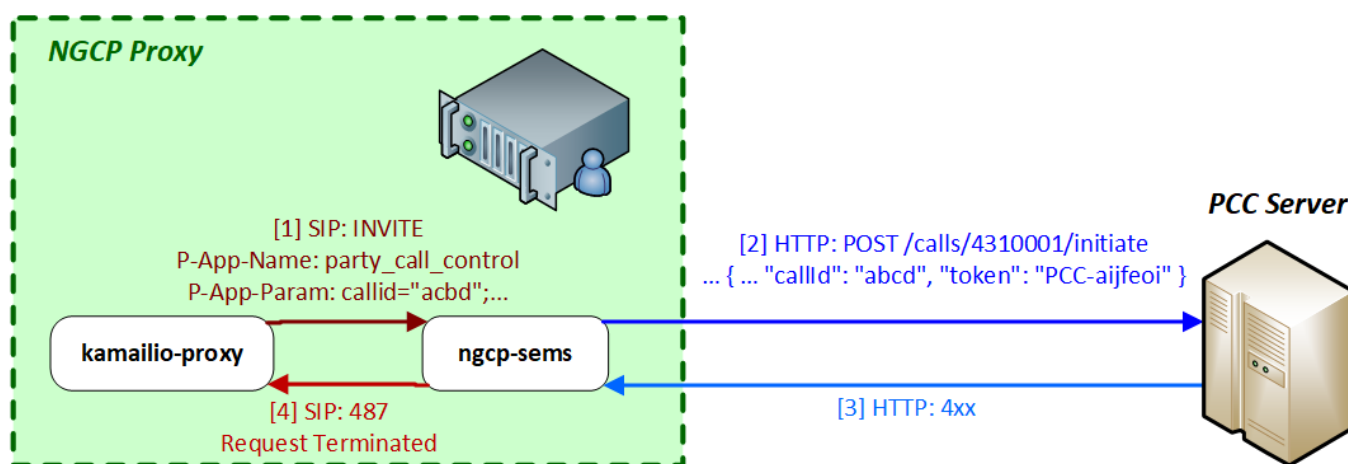 NGCP Proxy
[1] SIP: INVITE
P-App-Name: party_call_control
P-App-Param: callid="acbd";...
kamailio-proxy
ngcp-sems
[4] SIP: 487
Request Terminated
[2] HTTP: POST /calls/4310001/initiate
... { ... "callId": "abcd", "token": "PCC-aijfeoi" }
[3] HTTP: 4xx
PCC Server